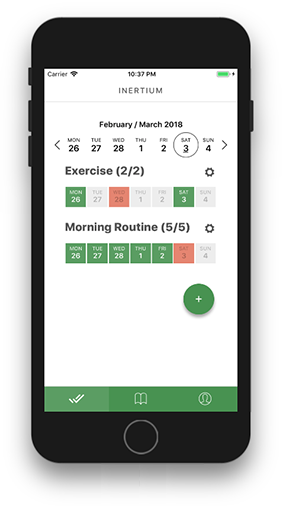 Carrier 10:37 PM
INERTIUM
February / March 2018
MON TUE WED THU FRI SAT SUN
26 27 28 1 2 3 4
Exercise (2/2)
MON TUE WED THU FRI SAT SUN
26 27 28 1 2 3 4
Morning Routine (5/5)
MON TUE WED THU FRI SAT SUN
26 27 28 1 2 3 4
+